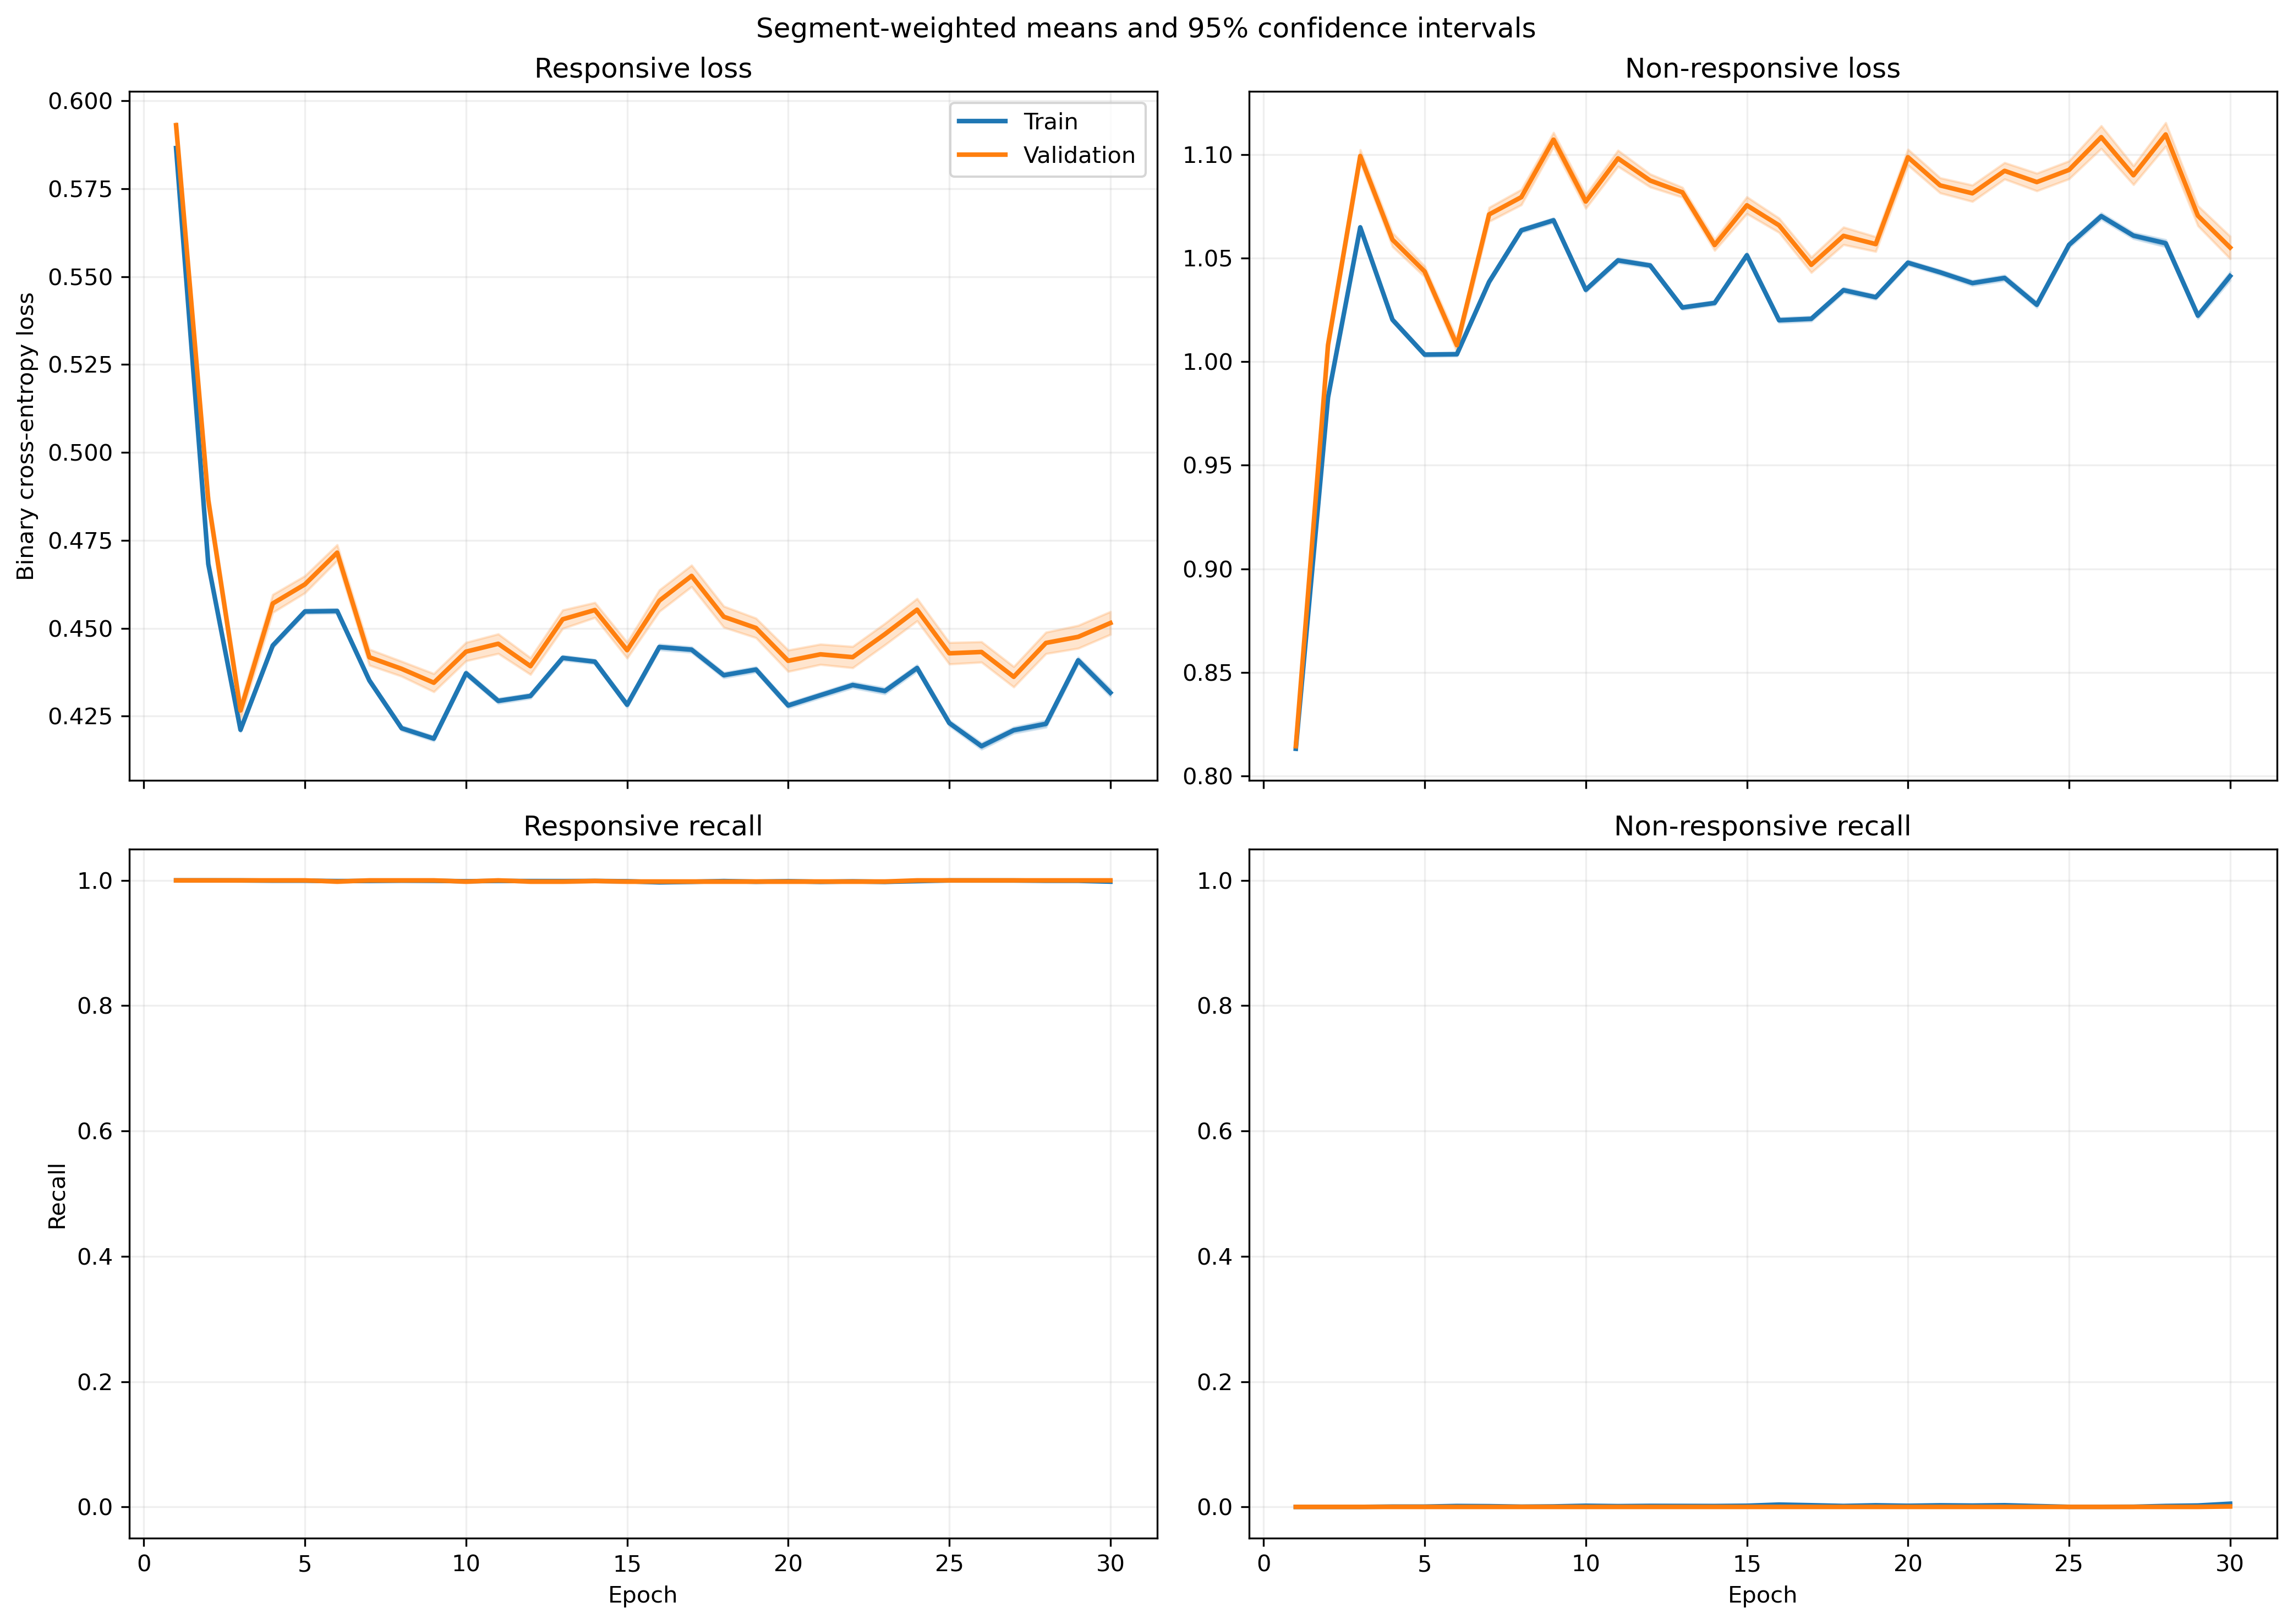 Segment-weighted means and 95% confidence intervals
Responsive loss
Non-responsive loss
Binary cross-entropy loss
0.600
0.575
0.550
0.525
0.500
0.475
0.450
0.425
Train
Validation
1.10
1.05
1.00
0.95
0.90
0.85
0.80
Responsive recall
Non-responsive recall
Recall
1.0
0.8
0.6
0.4
0.2
0.0
0 5 10 15 20 25 30
Epoch
1.0
0.8
0.6
0.4
0.2
0.0
0 5 10 15 20 25 30
Epoch